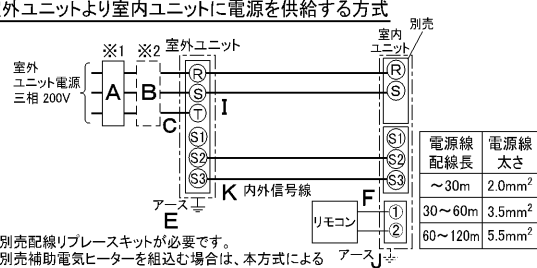 外ユニットより室内ユニットに電源を供給する方式
※1
※2
室外ユニット
室内
ユニット
別売
室外
ユニット電源
三相 200V
A
B
C
R
S
T
S1
S2
S3
I
K
内外信号線
アース
E
R
S
S1
S2
S3
F
リモコン
1
2
アース
J
電源線
配線長
電源線
太さ
～30m
2.0mm²
30～60m
3.5mm²
60～120m
5.5mm²
別売配線リプレースキットが必要です。
別売補助電気ヒーターを組込む場合は、本方式による